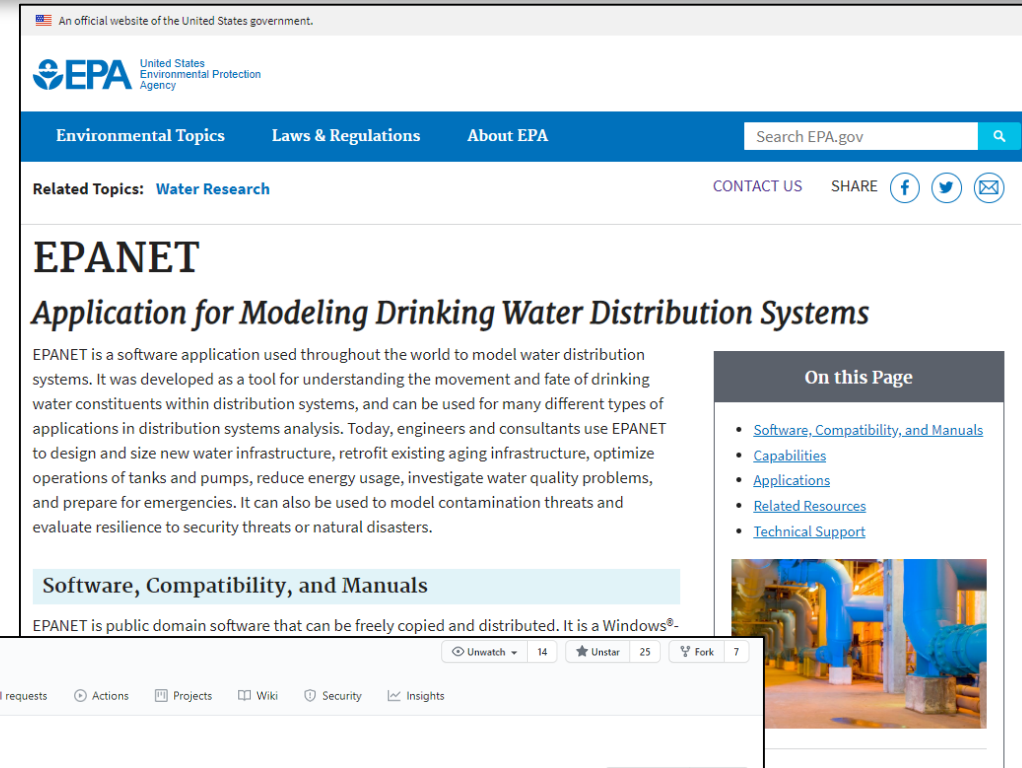 An official website of the United States government.
EPA
United States
Environmental Protection
Agency
Environmental Topics
Laws & Regulations
About EPA
Search EPA.gov
Related Topics: Water Research
CONTACT US
SHARE
EPANET
Application for Modeling Drinking Water Distribution Systems
EPANET is a software application used throughout the world to model water distribution
systems. It was developed as a tool for understanding the movement and fate of drinking
water constituents within distribution systems, and can be used for many different types of
applications in distribution systems analysis. Today, engineers and consultants use EPANET
to design and size new water infrastructure, retrofit existing aging infrastructure, optimize
operations of tanks and pumps, reduce energy usage, investigate water quality problems,
and prepare for emergencies. It can also be used to model contamination threats and
evaluate resilience to security threats or natural disasters.
On this Page
Software, Compatibility, and Manuals
Capabilities
Applications
Related Resources
Technical Support
Software, Compatibility, and Manuals
EPANET is public domain software that can be freely copied and distributed. It is a Windows®-
Unwatch 14
Unstar 25
Fork 7
requests
Actions
Projects
Wiki
Security
Insights